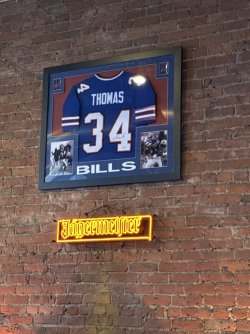 THOMAS
34
BILLS
Jägermeister